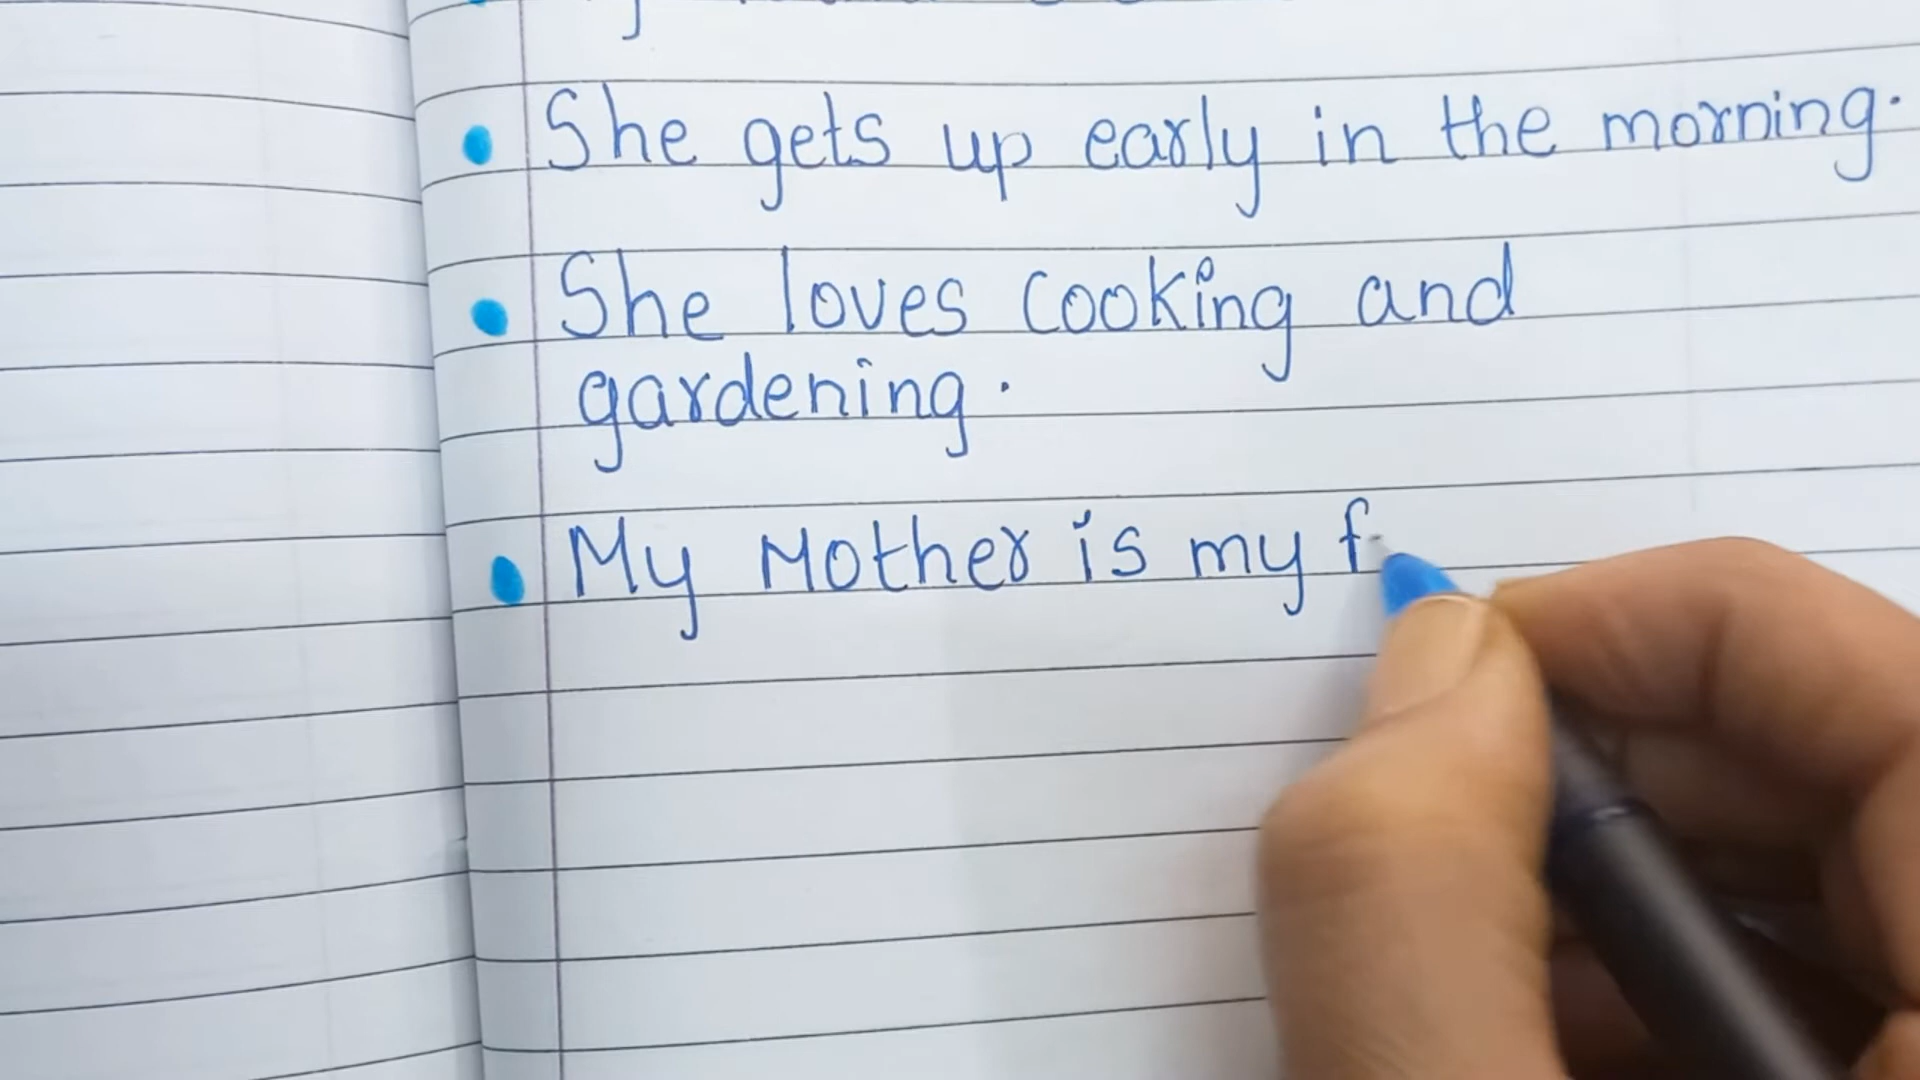 She gets up early in the morning.
She loves cooking and
gardening.
My Mother is my f